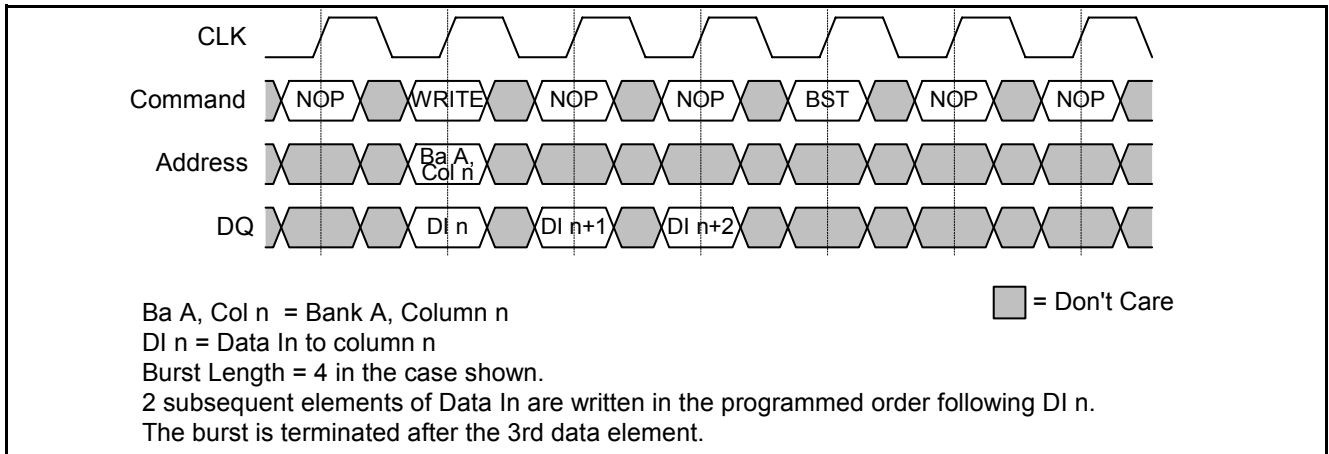 CLK
Command NOP WRITE NOP NOP BST NOP NOP
Address Ba A,
Col n
DQ DI n DI n+1 DI n+2
= Don't Care
Ba A, Col n = Bank A, Column n
DI n = Data In to column n
Burst Length = 4 in the case shown.
2 subsequent elements of Data In are written in the programmed order following DI n.
The burst is terminated after the 3rd data element.